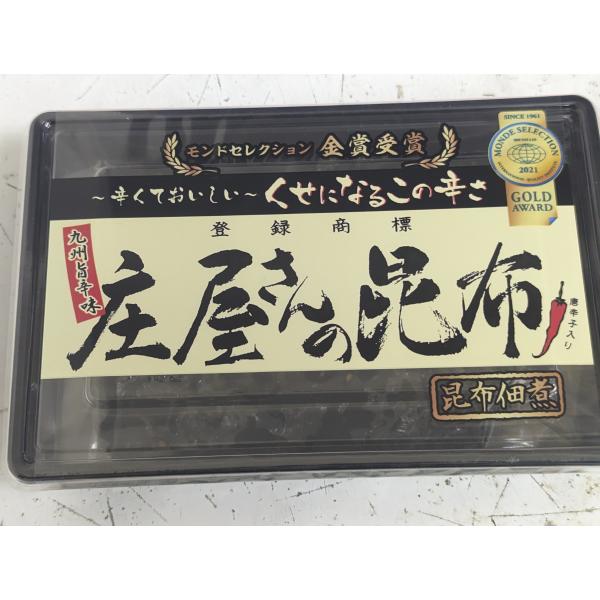 モンドセレクション 金賞受賞
～辛くておいしい～くせになるこの辛さ
登録商標
九州旨辛味
庄屋さんの昆布
唐辛子入り
昆布佃煮
SINCE 1961
MONDE SELECTION
2021
GOLD
AWARD